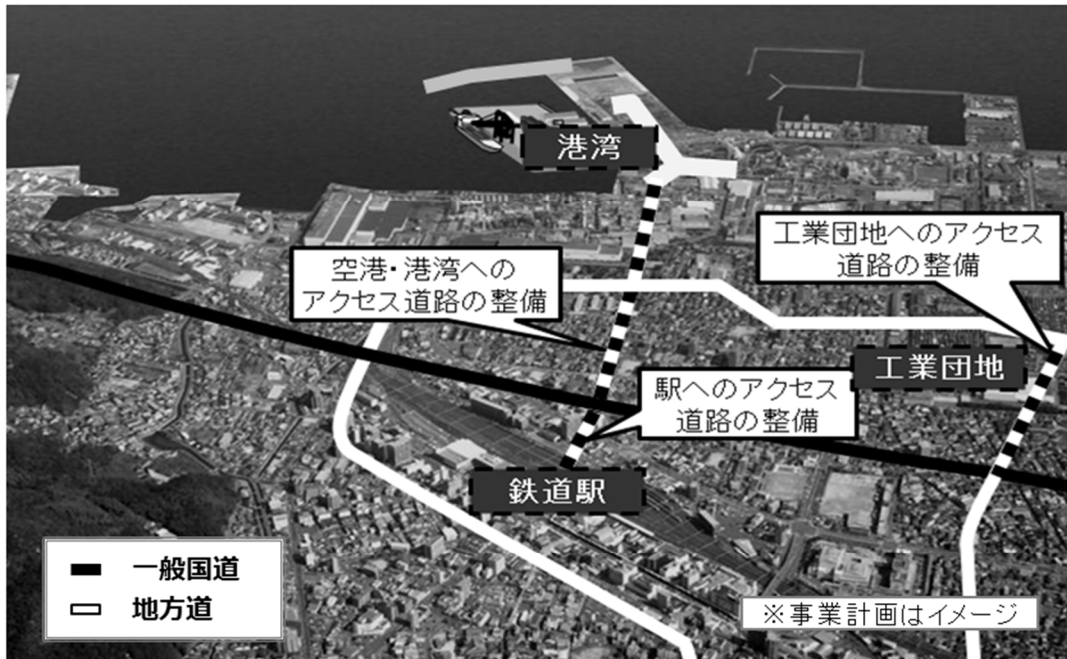 港湾
工業団地へのアクセス
道路の整備
空港・港湾への
アクセス道路の整備
工業団地
駅へのアクセス
道路の整備
鉄道駅
一般国道
地方道
※事業計画はイメージ